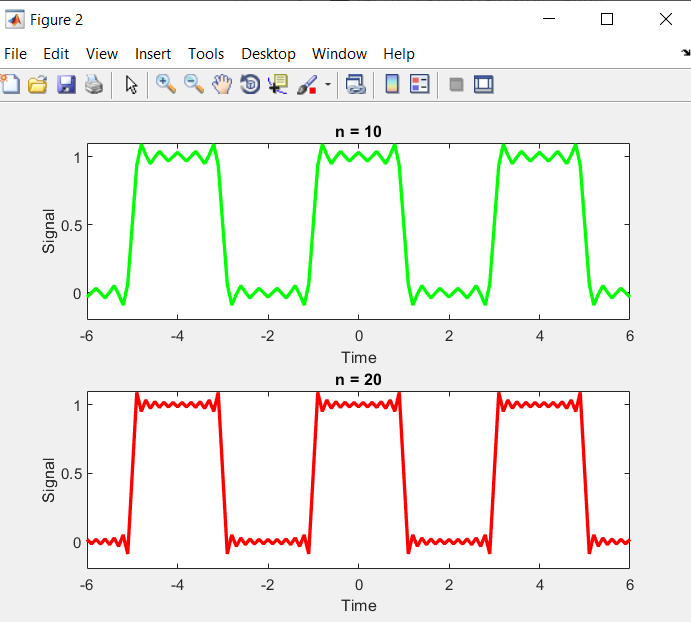 Figure 2
File Edit View Insert Tools Desktop Window Help
n = 10
1
0.5
0
Signal
-6 -4 -2 0 2 4 6
Time
n = 20
1
0.5
0
Signal
-6 -4 -2 0 2 4 6
Time